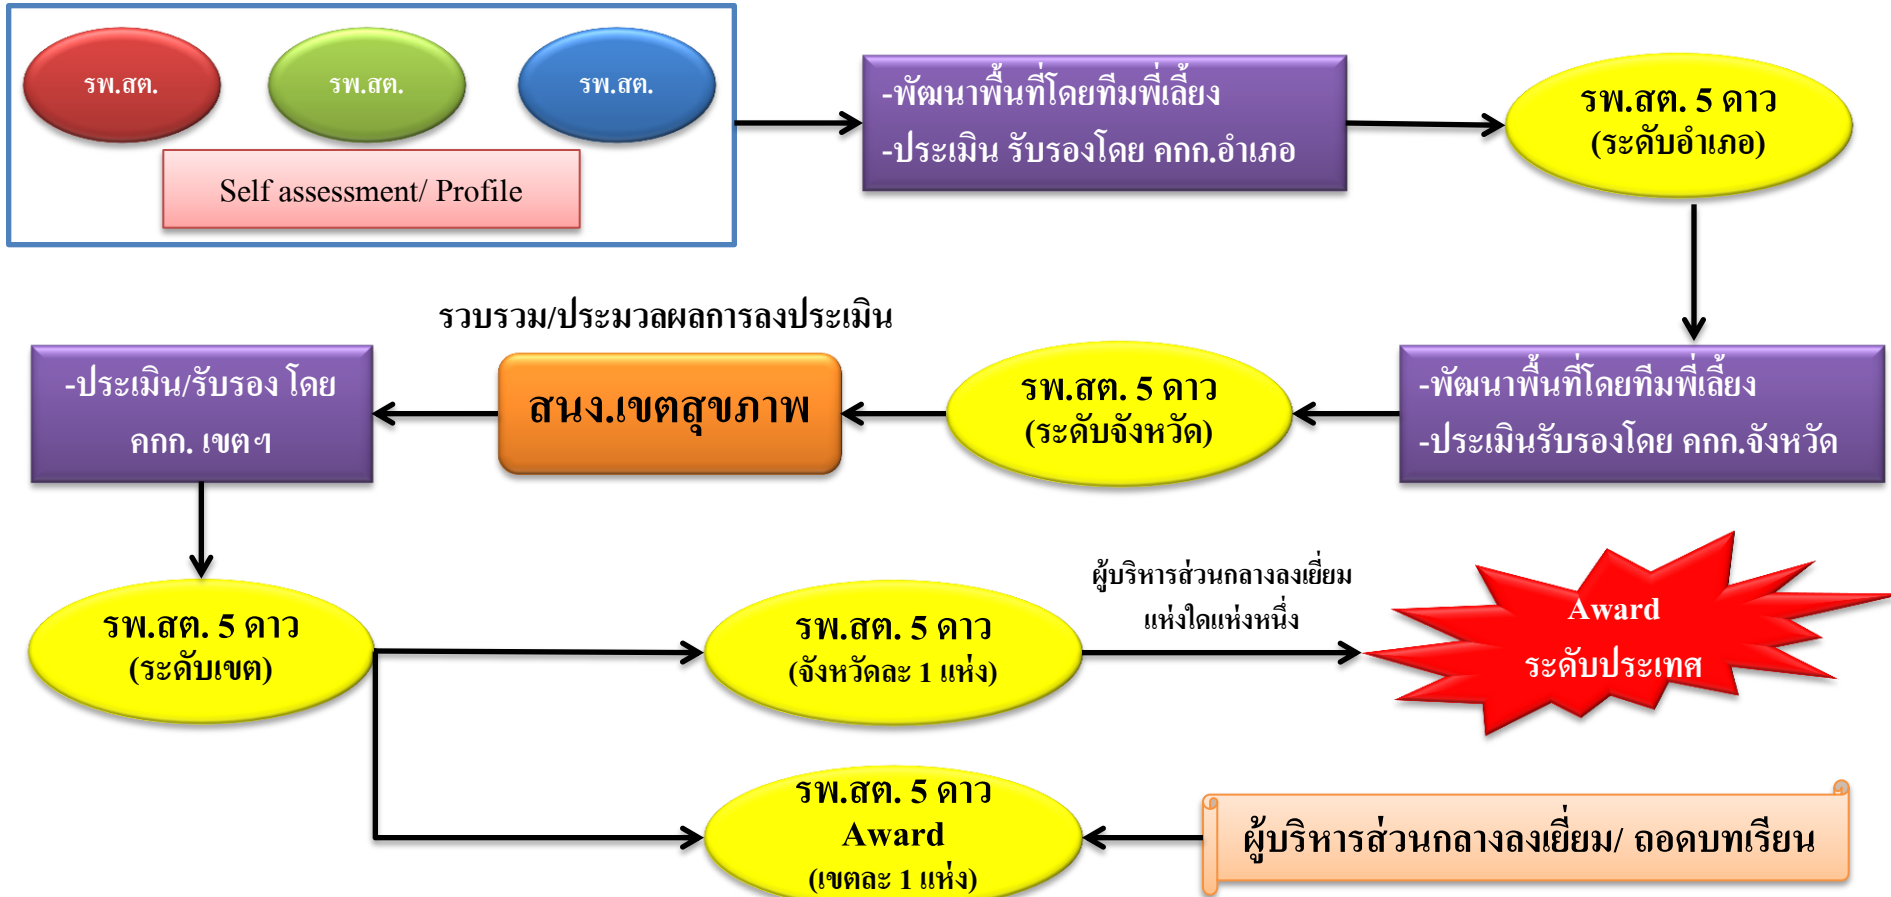 รพ.สต.
รพ.สต.
รพ.สต.
Self assessment/ Profile
-พัฒนาพื้นที่โดยทีมพี่เลี้ยง
-ประเมิน รับรองโดย คกก.อำเภอ
รพ.สต. 5 ดาว
(ระดับอำเภอ)
รวบรวม/ประมวลผลการลงประเมิน
-ประเมิน/รับรอง โดย
คกก. เขตฯ
สนง.เขตสุขภาพ
รพ.สต. 5 ดาว
(ระดับจังหวัด)
-พัฒนาพื้นที่โดยทีมพี่เลี้ยง
-ประเมินรับรองโดย คกก.จังหวัด
รพ.สต. 5 ดาว
(ระดับเขต)
รพ.สต. 5 ดาว
(จังหวัดละ 1 แห่ง)
ผู้บริหารส่วนกลางลงเยี่ยม
แห่งใดแห่งหนึ่ง
Award
ระดับประเทศ
รพ.สต. 5 ดาว
Award
(เขตละ 1 แห่ง)
ผู้บริหารส่วนกลางลงเยี่ยม/ ถอดบทเรียน